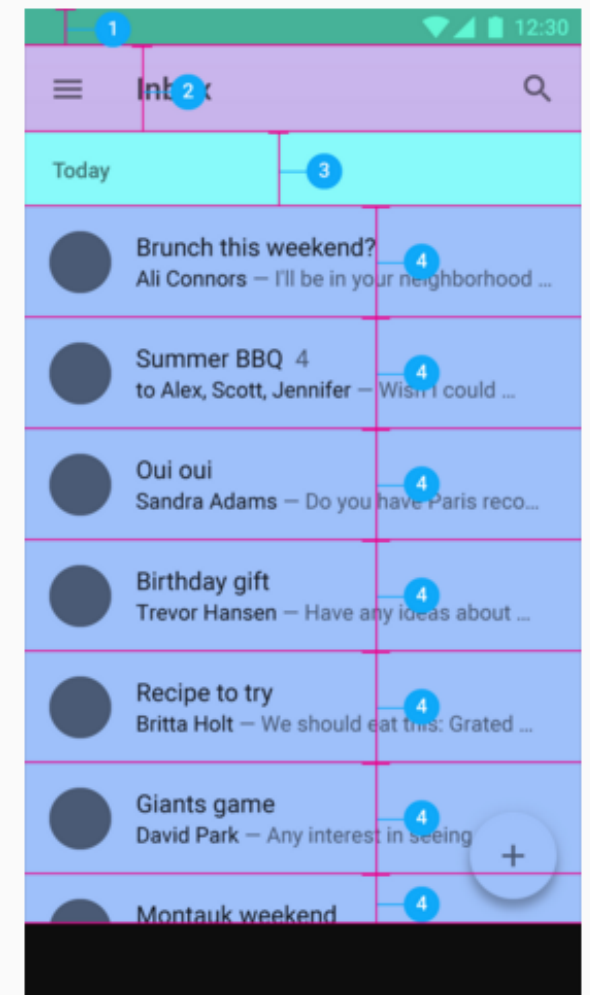 1
12:30
Inbox
2
Today
3
Brunch this weekend?
4
Ali Connors — I'll be in your neighborhood ...
Summer BBQ 4
4
to Alex, Scott, Jennifer — Wish I could ...
Oui oui
4
Sandra Adams — Do you have Paris reco...
Birthday gift
4
Trevor Hansen — Have any ideas about ...
Recipe to try
4
Britta Holt — We should eat this: Grated ...
Giants game
4
David Park — Any interest in seeing
+
4
Montauk weekend